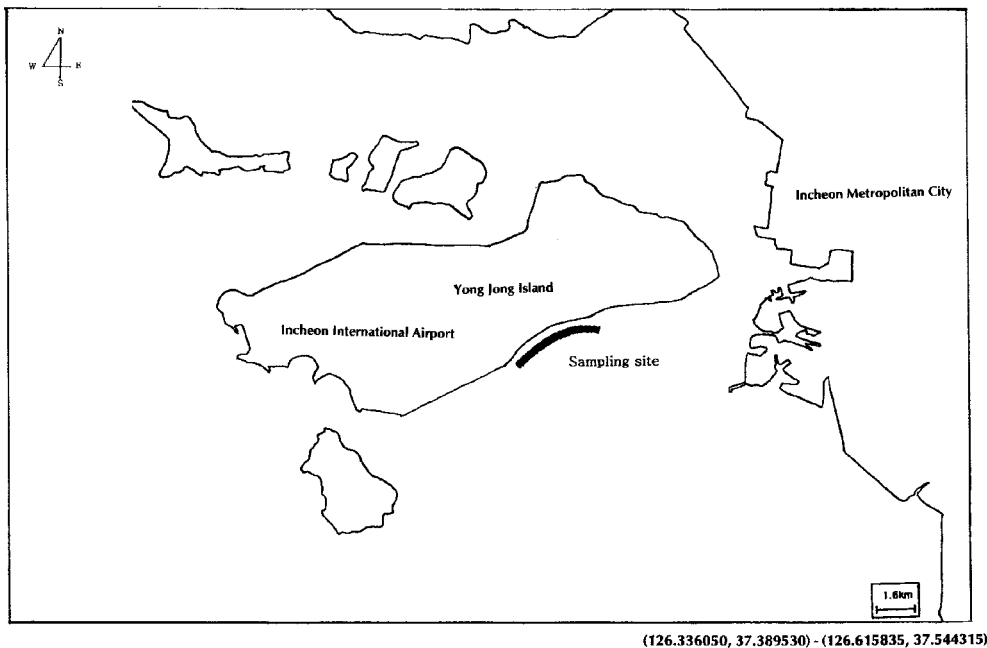 N
W E
S
Incheon Metropolitan City
Yong Jong Island
Incheon International Airport
Sampling site
1.6km
(126.336050, 37.389530) - (126.615835, 37.544315)